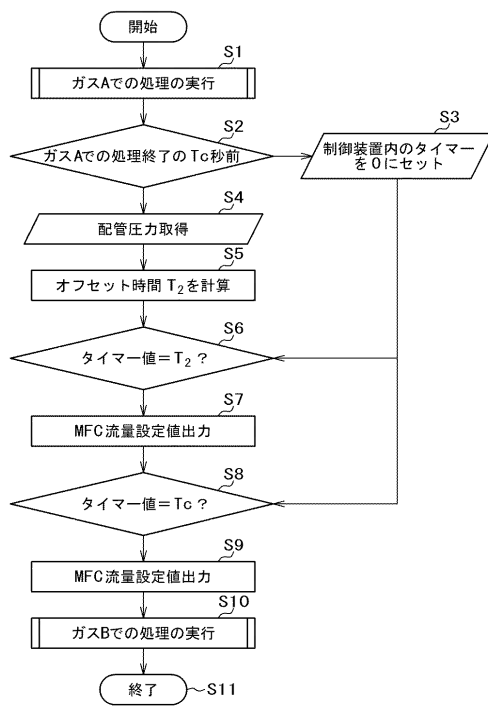 開始
S1
ガスAでの処理の実行
S2
ガスAでの処理終了のTc秒前
S3
制御装置内のタイマー
を0にセット
S4
配管圧力取得
S5
オフセット時間T₂を計算
S6
タイマー値=T₂?
S7
MFC流量設定値出力
S8
タイマー値=Tc?
S9
MFC流量設定値出力
S10
ガスBでの処理の実行
終了
S11